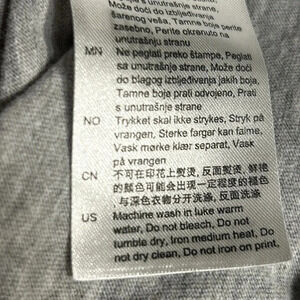 s unutrašnje strane,
Može doći do izbljeđivanja
šarenog veša, Tamne boje perite
zasebno, Perite okrenuto na
unutrašnju stranu
MN Ne peglati preko štampe, Peglati
sa unutrašnje strane, Može doći
do blagog izbljeđivanja jakih boja,
Tamne boje prati odvojeno, Prati
s unutrašnje strane
NO Trykket skal ikke strykes, Stryk på
vrangen, Sterke farger kan falme,
Vask mørke klær separat, Vask
på vrangen
CN 不可在印花上熨烫, 反面熨烫, 鲜艳
的颜色可能会出现一定程度的褪色
, 与深色衣物分开洗涤, 反面洗涤
US Machine wash in luke warm
water, Do not bleach, Do not
tumble dry, Iron medium heat, Do
not dry clean, Do not iron on print,